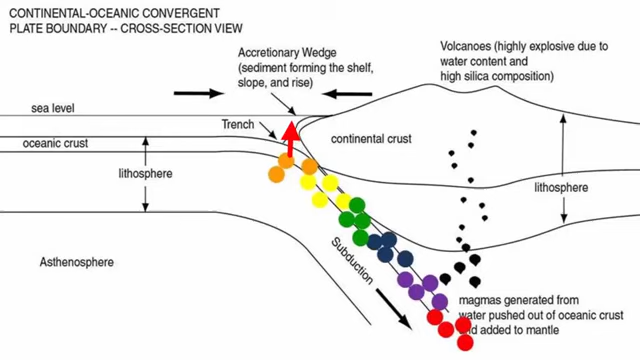 CONTINENTAL-OCEANIC CONVERGENT
PLATE BOUNDARY -- CROSS-SECTION VIEW
Accretionary Wedge
(sediment forming the shelf,
slope, and rise)
Volcanoes (highly explosive due to
water content and
high silica composition)
sea level
Trench
oceanic crust
continental crust
lithosphere
lithosphere
Subduction
Asthenosphere
magmas generated from
water pushed out of oceanic crust
added to mantle